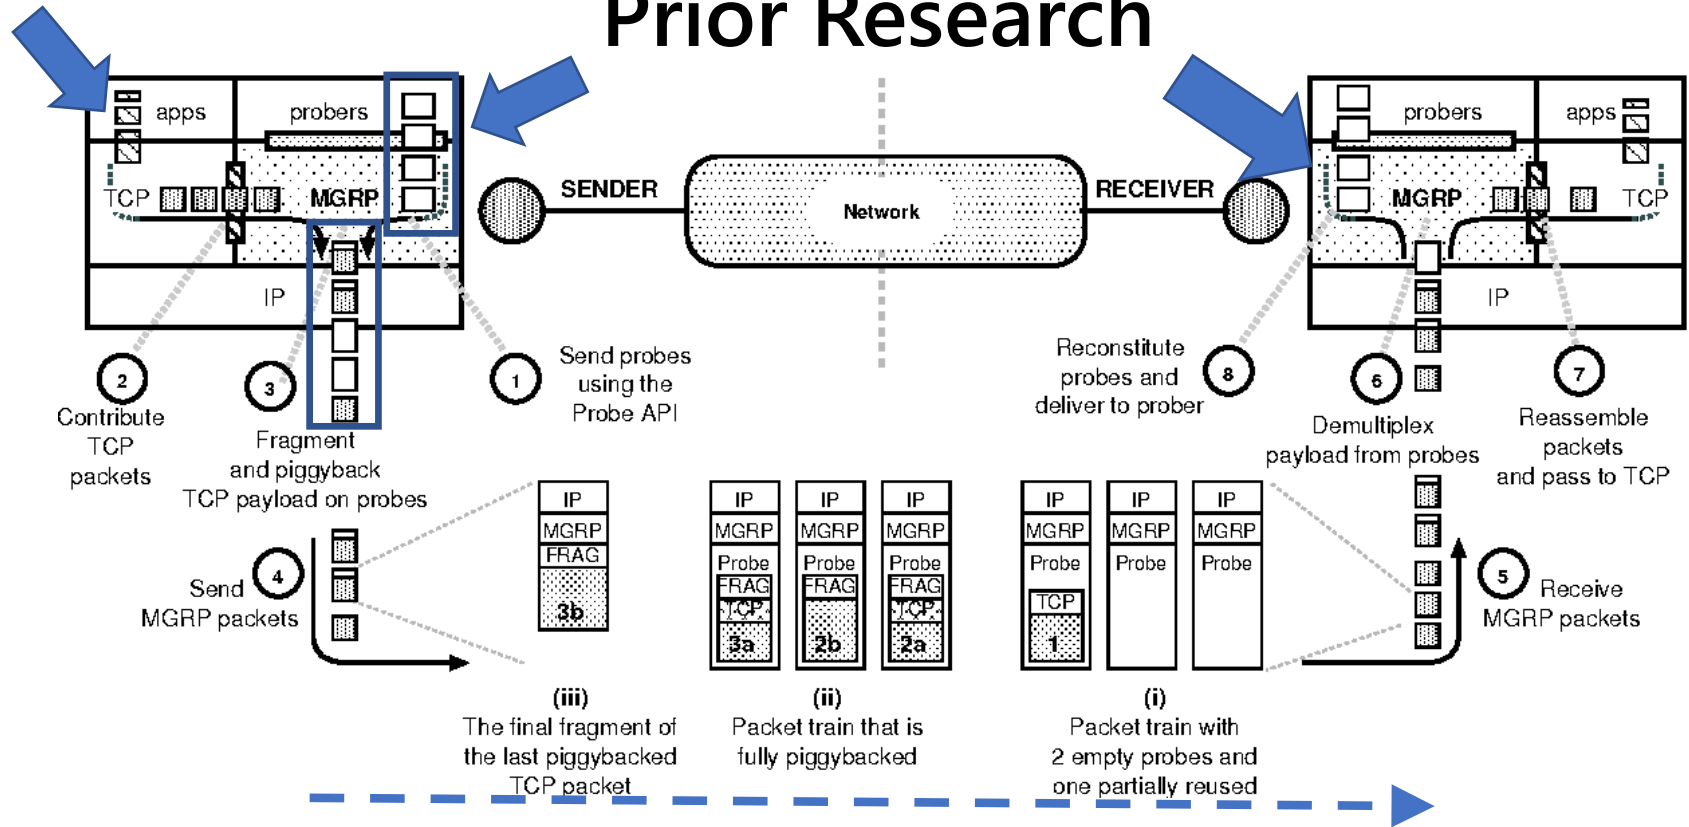 Prior Research
apps
probers
TCP
MGRP
IP
SENDER
Network
RECEIVER
probers
apps
MGRP
TCP
IP
1
Send probes
using the
Probe API
2
Contribute
TCP
packets
3
Fragment
and piggyback
TCP payload on probes
4
Send
MGRP packets
5
Receive
MGRP packets
6
Demultiplex
payload from probes
7
Reassemble
packets
and pass to TCP
8
Reconstitute
probes and
deliver to prober
IP
MGRP
FRAG
3b
(iii)
The final fragment of
the last piggybacked
TCP packet
IP
MGRP
Probe
FRAG
TCP
3a
IP
MGRP
Probe
FRAG
2b
IP
MGRP
Probe
FRAG
TCP
2a
(ii)
Packet train that is
fully piggybacked
IP
MGRP
Probe
TCP
1
IP
MGRP
Probe
IP
MGRP
Probe
(i)
Packet train with
2 empty probes and
one partially reused